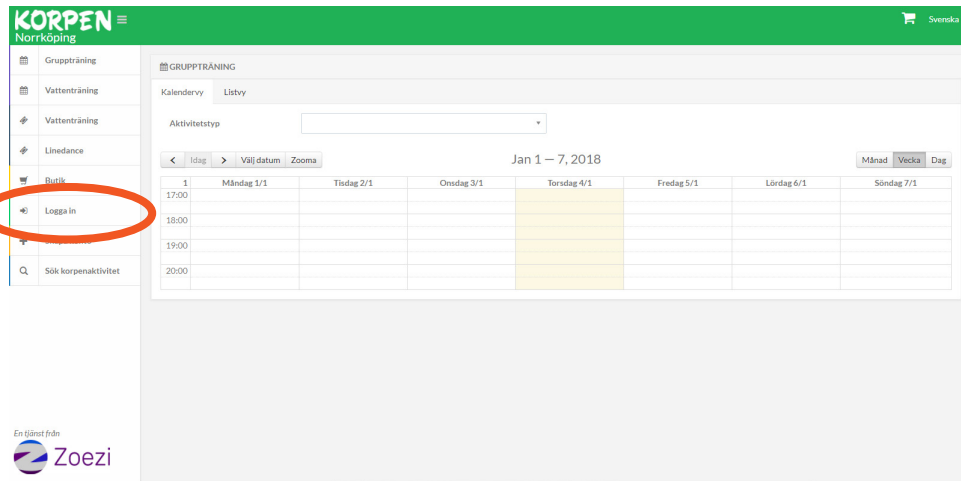 KORPEN
Norrköping
Svenska
Gruppträning
Vattenträning
Vattenträning
Linedance
Butik
Logga in
Sök korpenaktivitet
En tjänst från
Zoezi
GRUPPTRÄNING
Kalendervy Listvy
Aktivitetstyp
Idag Välj datum Zooma
Jan 1 — 7, 2018
Månad Vecka Dag
1 Måndag 1/1 Tisdag 2/1 Onsdag 3/1 Torsdag 4/1 Fredag 5/1 Lördag 6/1 Söndag 7/1
17:00
18:00
19:00
20:00